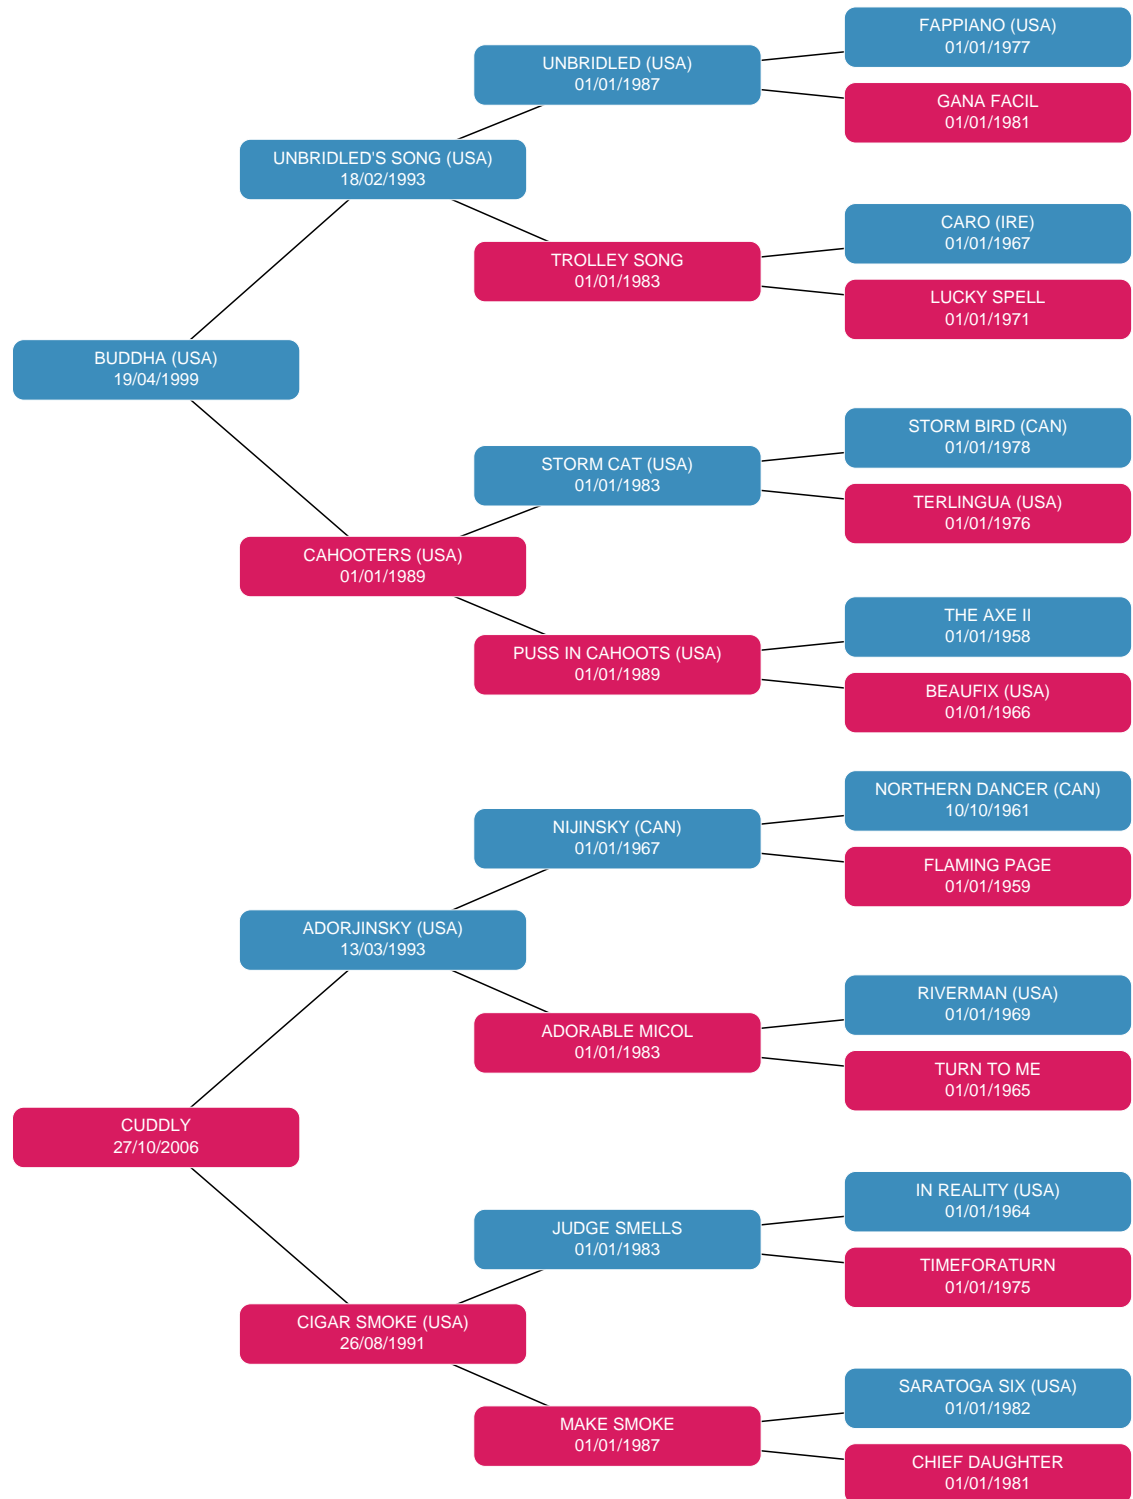 FAPPIANO (USA)
01/01/1977
UNBRIDLED (USA)
01/01/1987
GANA FACIL
01/01/1981
UNBRIDLED'S SONG (USA)
18/02/1993
CARO (IRE)
01/01/1967
TROLLEY SONG
01/01/1983
LUCKY SPELL
01/01/1971
BUDDHA (USA)
19/04/1999
STORM BIRD (CAN)
01/01/1978
STORM CAT (USA)
01/01/1983
TERLINGUA (USA)
01/01/1976
CAHOOTERS (USA)
01/01/1989
THE AXE II
01/01/1958
PUSS IN CAHOOTS (USA)
01/01/1989
BEAUFIX (USA)
01/01/1966
NORTHERN DANCER (CAN)
10/10/1961
NIJINSKY (CAN)
01/01/1967
FLAMING PAGE
01/01/1959
ADORJINSKY (USA)
13/03/1993
RIVERMAN (USA)
01/01/1969
ADORABLE MICOL
01/01/1983
TURN TO ME
01/01/1965
CUDDLY
27/10/2006
IN REALITY (USA)
01/01/1964
JUDGE SMELLS
01/01/1983
TIMEFORATURN
01/01/1975
CIGAR SMOKE (USA)
26/08/1991
SARATOGA SIX (USA)
01/01/1982
MAKE SMOKE
01/01/1987
CHIEF DAUGHTER
01/01/1981